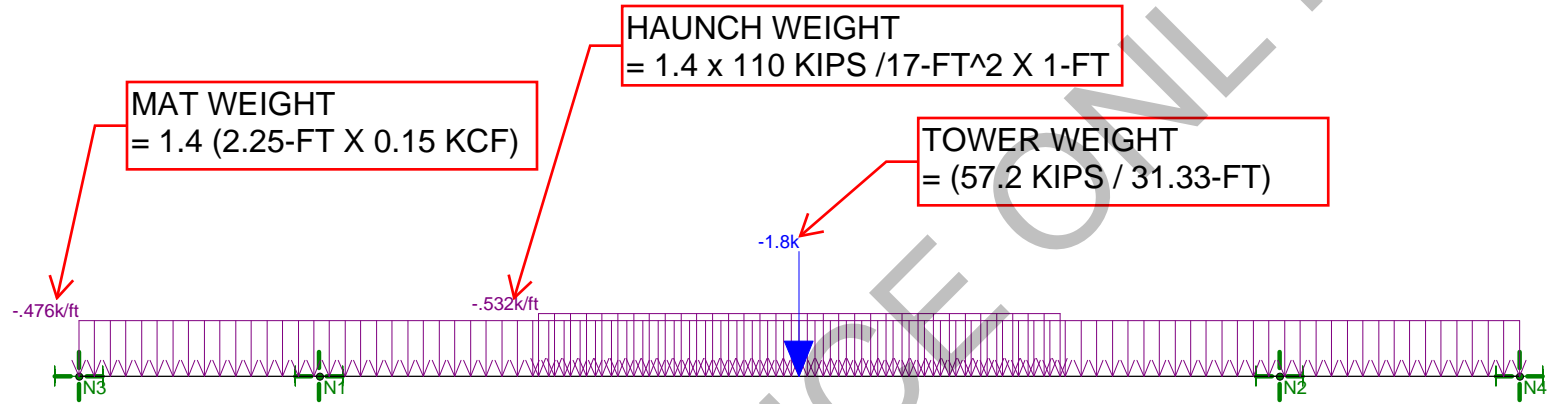 HAUNCH WEIGHT
= 1.4 x 110 KIPS /17-FT^2 X 1-FT
MAT WEIGHT
= 1.4 (2.25-FT X 0.15 KCF)
TOWER WEIGHT
= (57.2 KIPS / 31.33-FT)
-1.8k
-.476k/ft
-.532k/ft
N3
N1
N2
N4
ICE ONL